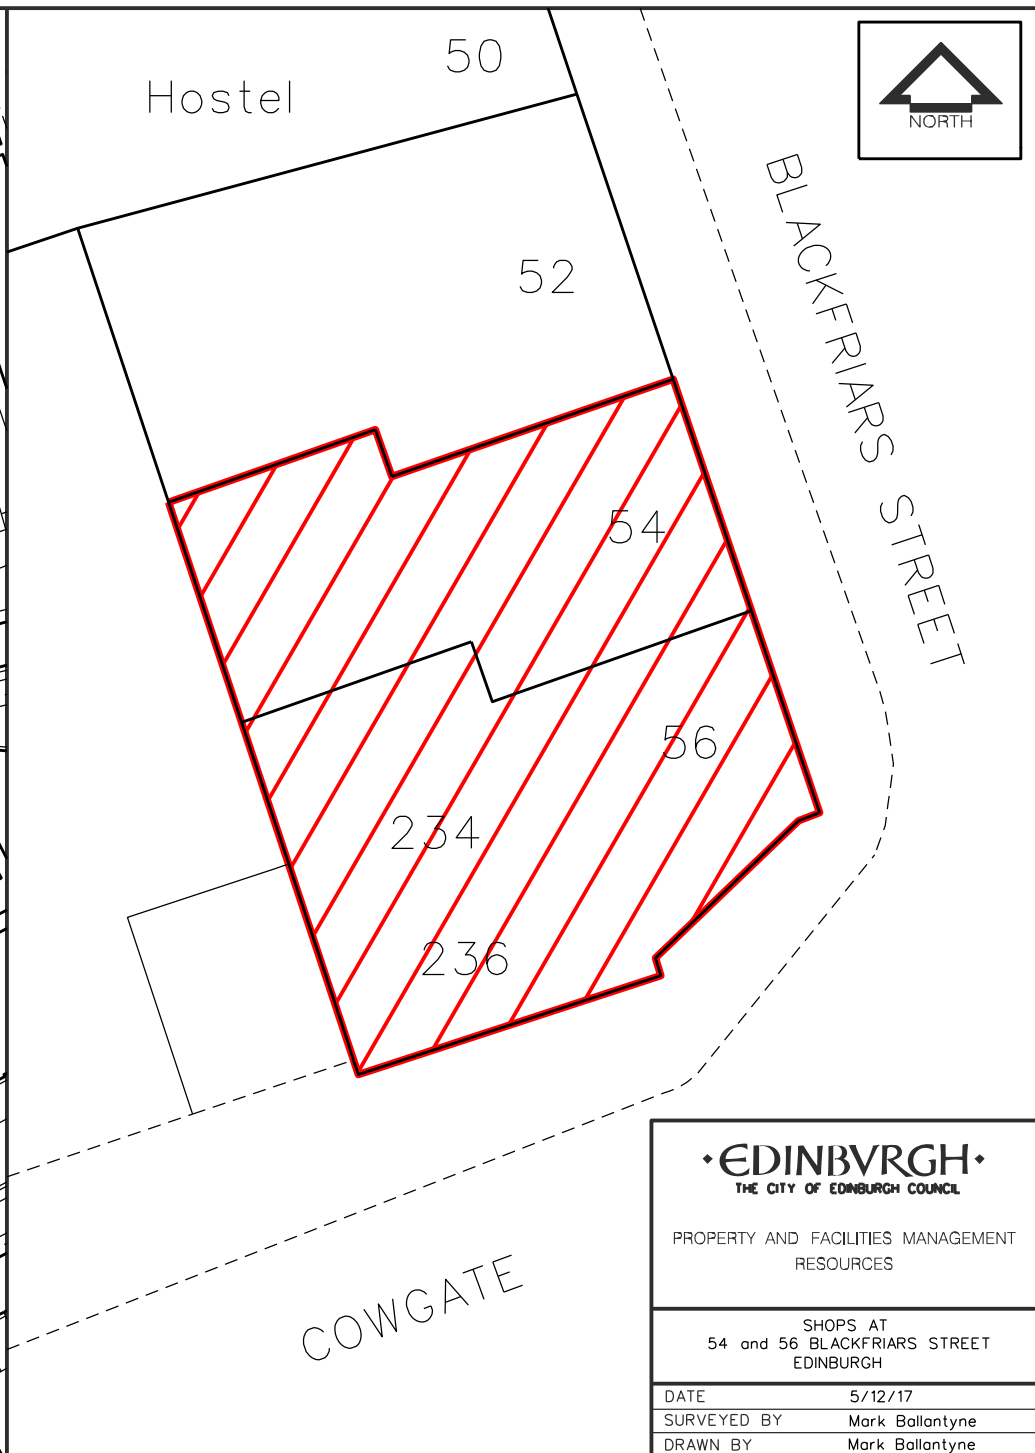 50
Hostel
NORTH
52
BLACKFRIARS STREET
54
56
234
236
COWGATE
·EDINBVRGH·
THE CITY OF EDINBURGH COUNCIL
PROPERTY AND FACILITIES MANAGEMENT
RESOURCES
SHOPS AT
54 and 56 BLACKFRIARS STREET
EDINBURGH
DATE 5/12/17
SURVEYED BY Mark Ballantyne
DRAWN BY Mark Ballantyne